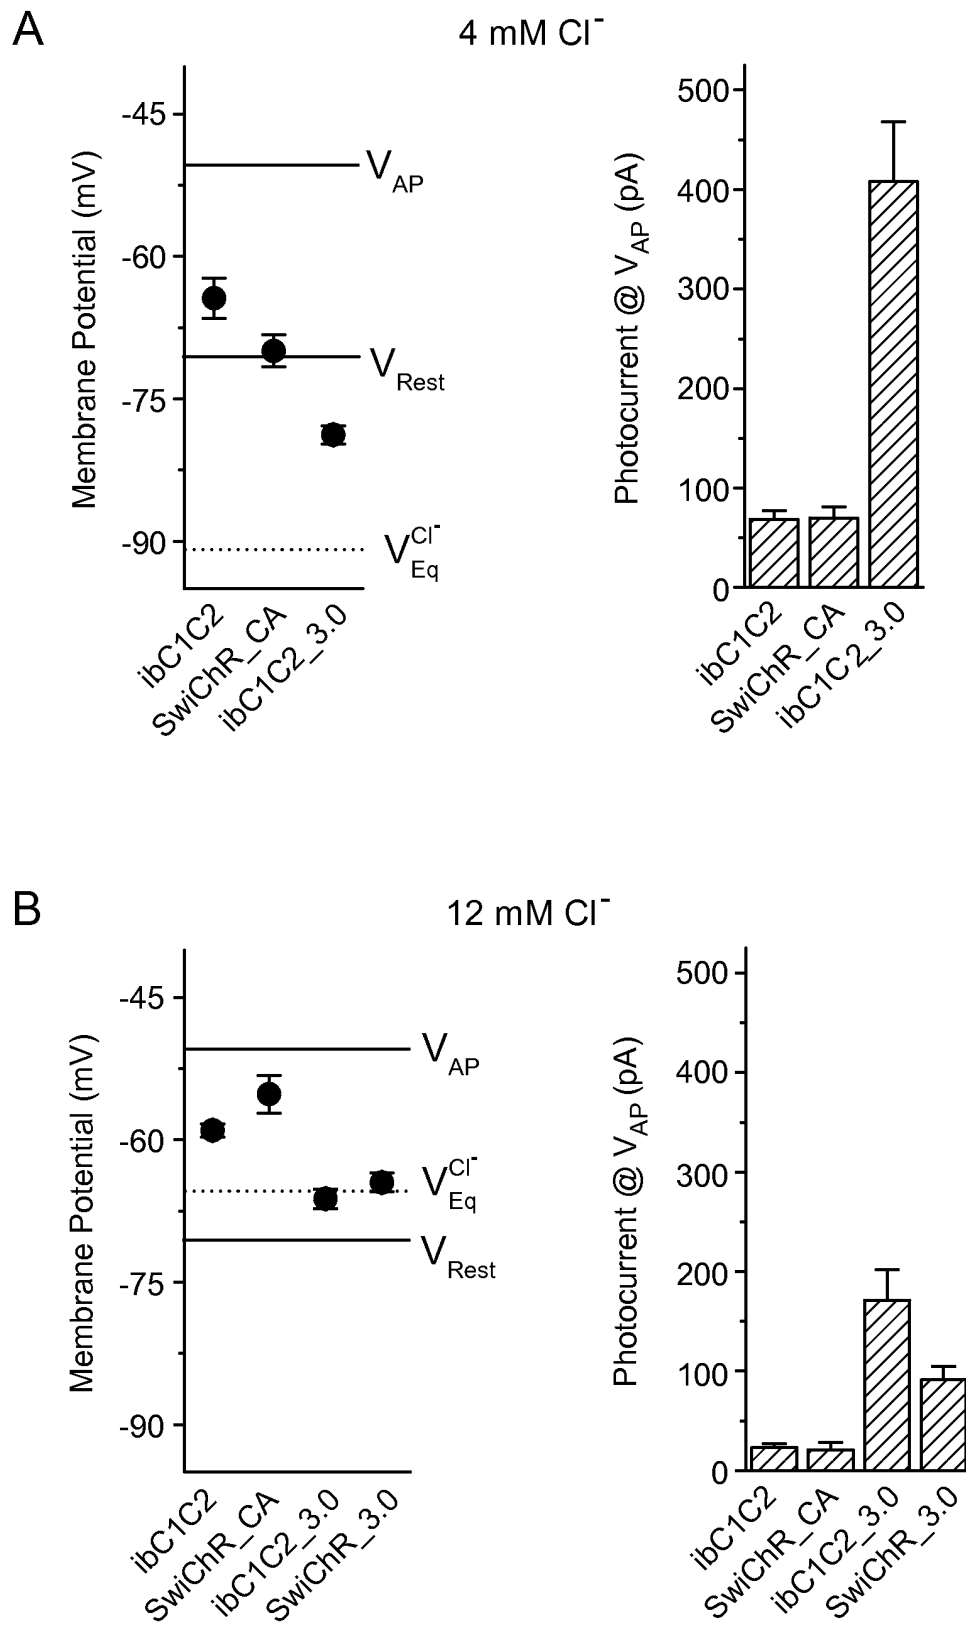 A
4 mM Cl⁻
Membrane Potential (mV)
-45
-60
-75
-90
V_AP
V_Rest
V_Eq^Cl⁻
ibC1C2
SwiChR_CA
ibC1C2_3.0
Photocurrent @ V_AP (pA)
500
400
300
200
100
0
ibC1C2
SwiChR_CA
ibC1C2_3.0
B
12 mM Cl⁻
Membrane Potential (mV)
-45
-60
-75
-90
V_AP
V_Eq^Cl⁻
V_Rest
ibC1C2
SwiChR_CA
ibC1C2_3.0
SwiChR_3.0
Photocurrent @ V_AP (pA)
500
400
300
200
100
0
ibC1C2
SwiChR_CA
ibC1C2_3.0
SwiChR_3.0